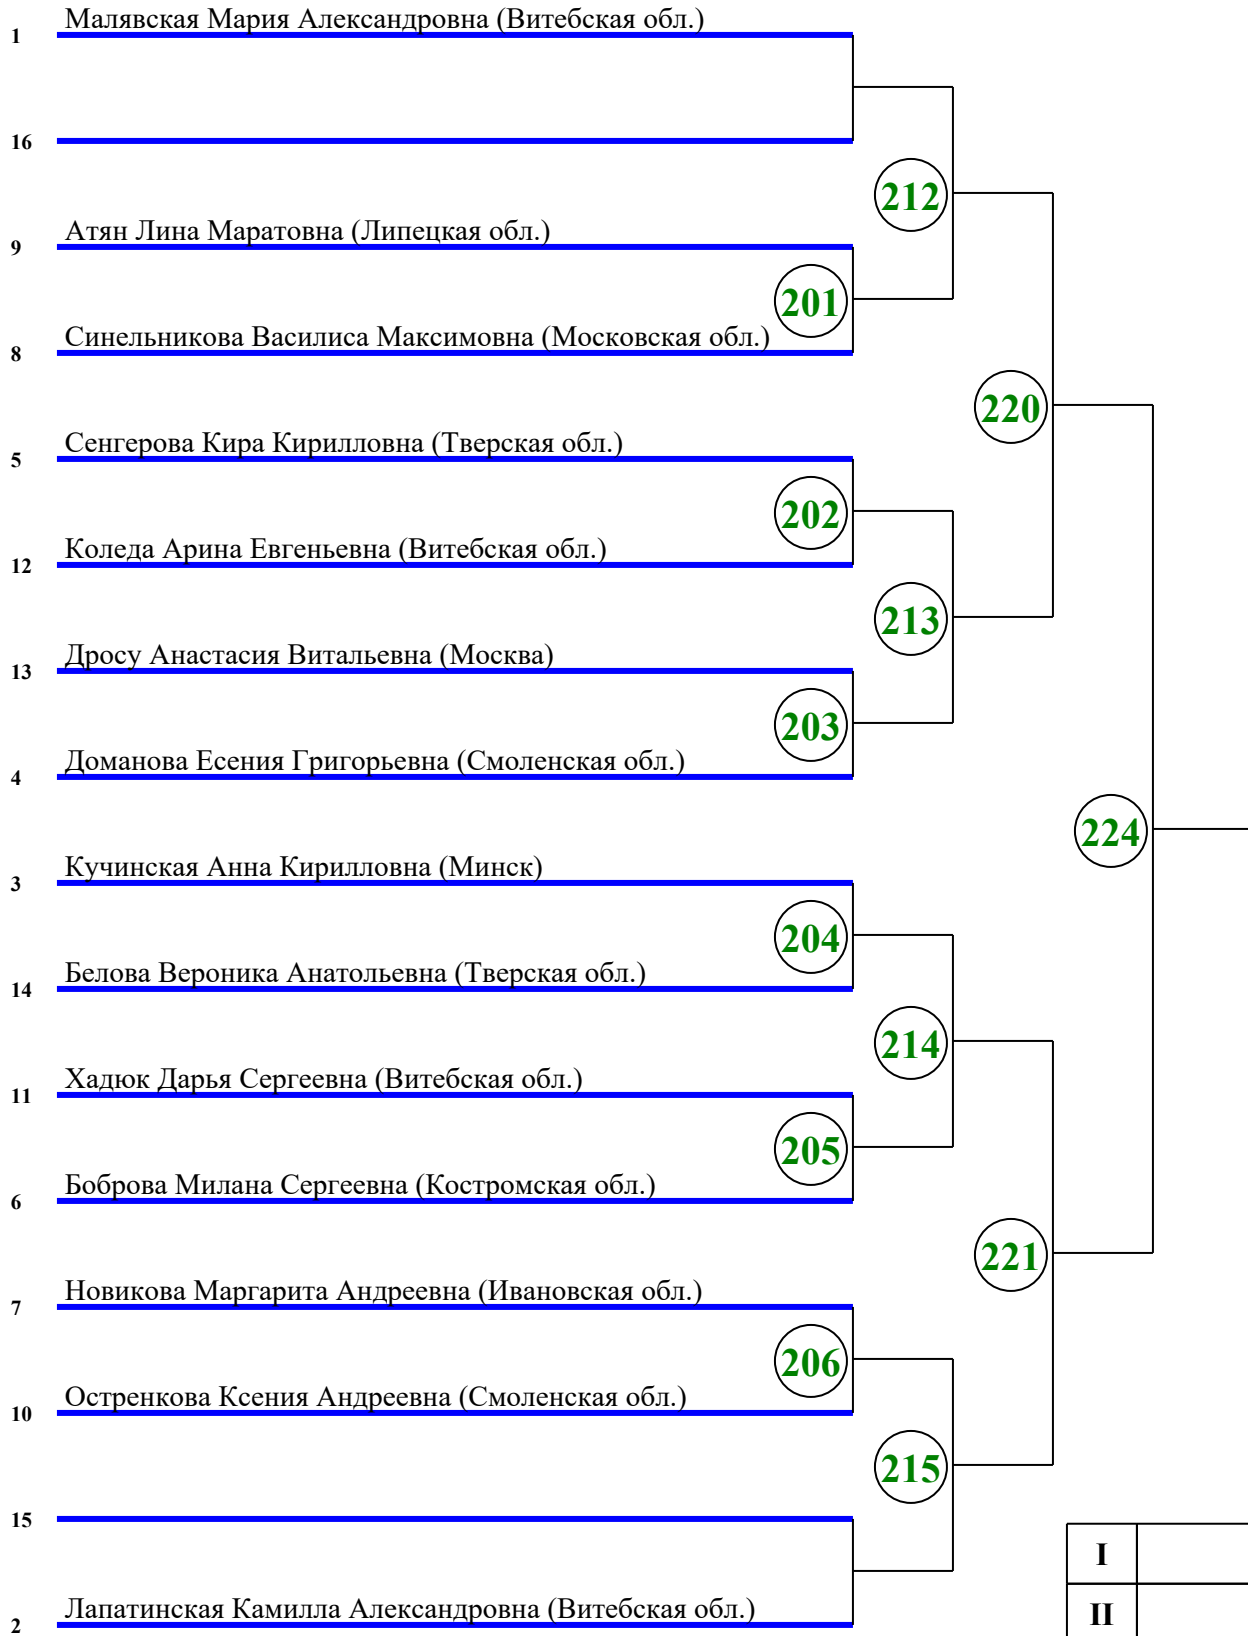 Малявская Мария Александровна (Витебская обл.)
1
16
212
Атян Лина Маратовна (Липецкая обл.)
9
201
Синельникова Василиса Максимовна (Московская обл.)
8
220
Сенгерова Кира Кирилловна (Тверская обл.)
5
202
Коледа Арина Евгеньевна (Витебская обл.)
12
213
Дросу Анастасия Витальевна (Москва)
13
203
Доманова Есения Григорьевна (Смоленская обл.)
4
224
Кучинская Анна Кирилловна (Минск)
3
204
Белова Вероника Анатольевна (Тверская обл.)
14
214
Хадюк Дарья Сергеевна (Витебская обл.)
11
205
Боброва Милана Сергеевна (Костромская обл.)
6
221
Новикова Маргарита Андреевна (Ивановская обл.)
7
206
Остренкова Ксения Андреевна (Смоленская обл.)
10
215
15
I
Лапатинская Камилла Александровна (Витебская обл.)
2
II